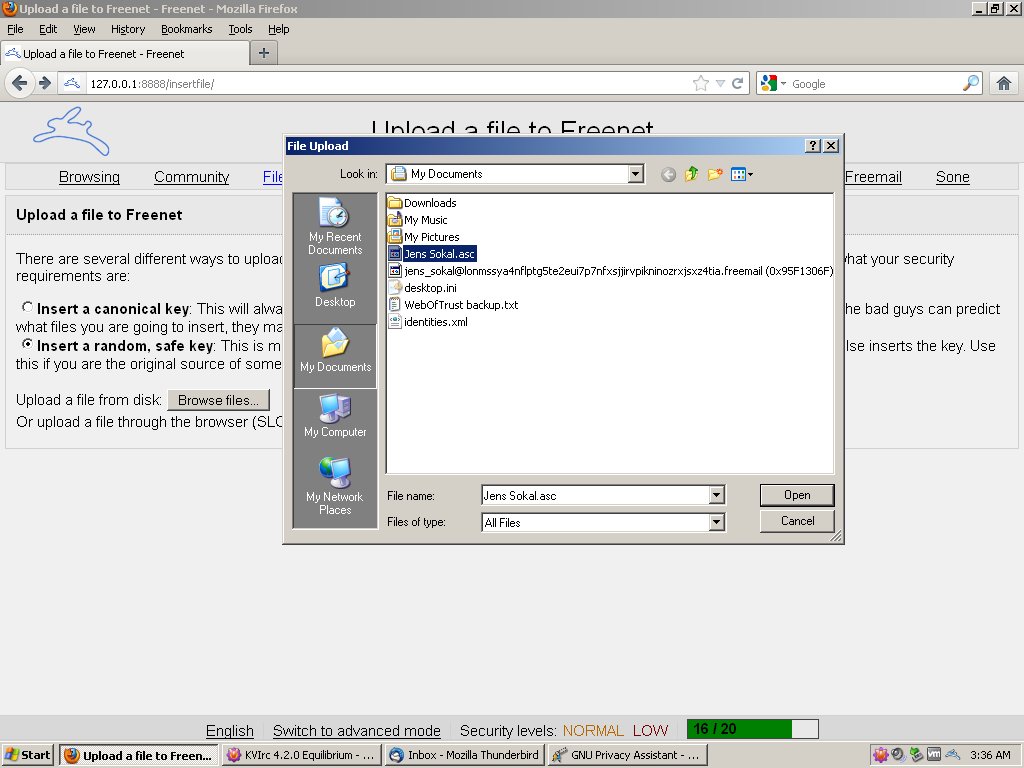 Upload a file to Freenet - Freenet - Mozilla Firefox
File Edit View History Bookmarks Tools Help
Upload a file to Freenet - Freenet
127.0.0.1:8888/insertfile/
Google
Upload a file to Freenet
Browsing Community File Freemail Sone
Upload a file to Freenet
There are several different ways to upload what your security
requirements are:
Insert a canonical key: This will alwa he bad guys can predict
what files you are going to insert, they ma
Insert a random, safe key: This is m lse inserts the key. Use
this if you are the original source of some
Upload a file from disk: Browse files...
Or upload a file through the browser (SLO
File Upload
Look in: My Documents
My Recent
Documents
Desktop
My Documents
My Computer
My Network
Places
Downloads
My Music
My Pictures
Jens Sokal.asc
jens_sokal@lonmssya4nflptg5te2eui7p7nfxsjjirvpikninozrxjsxz4tia.freemail (0x95F1306F)
desktop.ini
WebOfTrust backup.txt
identities.xml
File name: Jens Sokal.asc Open
Files of type: All Files Cancel
English Switch to advanced mode Security levels: NORMAL LOW 16 / 20
Start Upload a file to Freen... KVIrc 4.2.0 Equilibrium - ... Inbox - Mozilla Thunderbird GNU Privacy Assistant - ... 3:36 AM